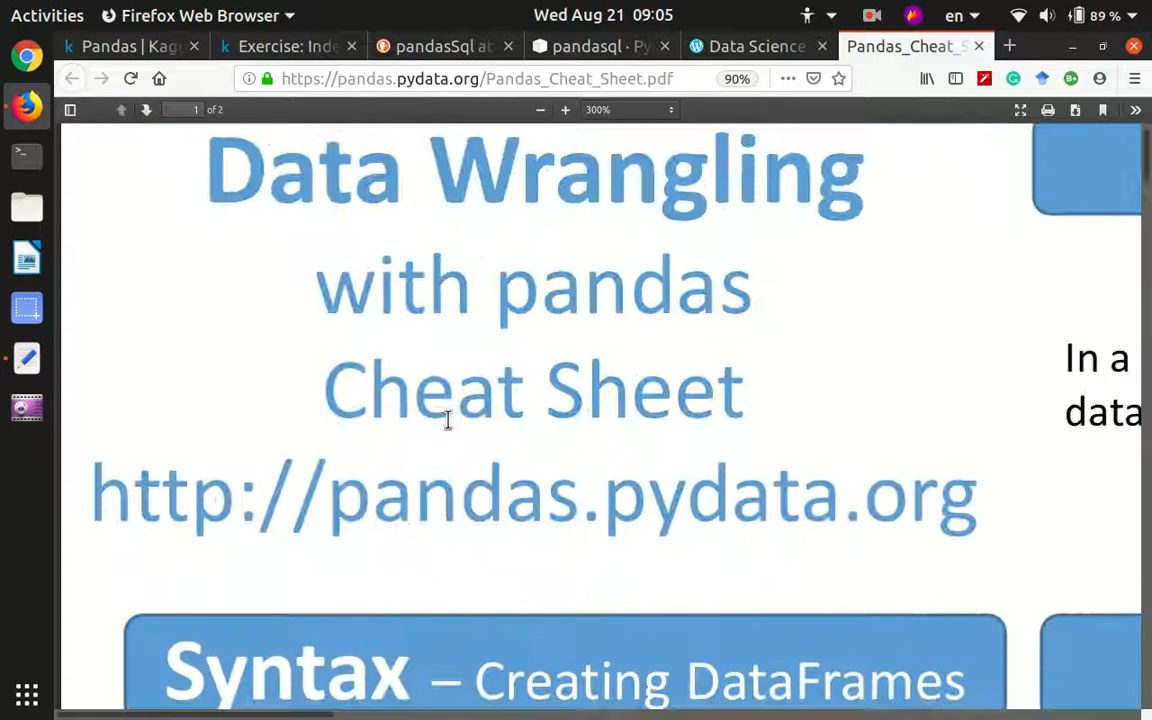 Activities
Firefox Web Browser
Wed Aug 21 09:05
en
89 %
Pandas | Kag
Exercise: Inde
pandasSql at
pandasql · Py
Data Science
Pandas_Cheat_S
https://pandas.pydata.org/Pandas_Cheat_Sheet.pdf
90%
1
of 2
300%
Data Wrangling
with pandas
Cheat Sheet
http://pandas.pydata.org
In a
data
Syntax – Creating DataFrames